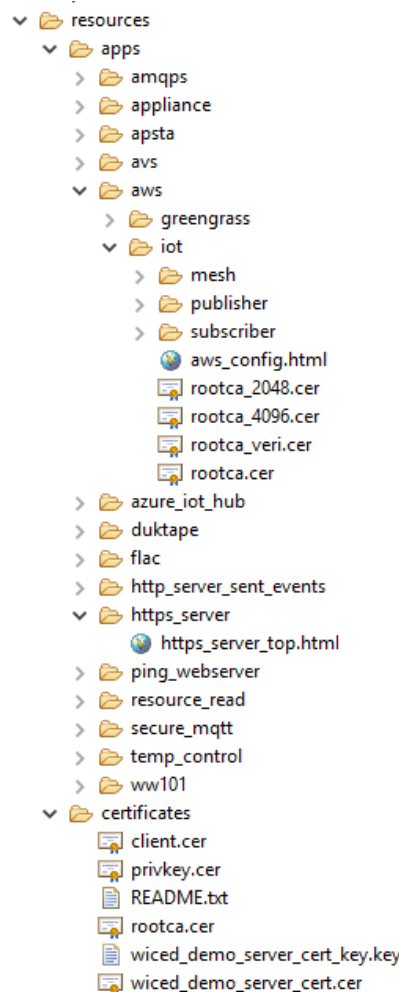 resources
apps
amqps
appliance
apsta
avs
aws
greengrass
iot
mesh
publisher
subscriber
aws_config.html
rootca_2048.cer
rootca_4096.cer
rootca_veri.cer
rootca.cer
azure_iot_hub
duktape
flac
http_server_sent_events
https_server
https_server_top.html
ping_webserver
resource_read
secure_mqtt
temp_control
ww101
certificates
client.cer
privkey.cer
README.txt
rootca.cer
wiced_demo_server_cert_key.key
wiced_demo_server_cert.cer